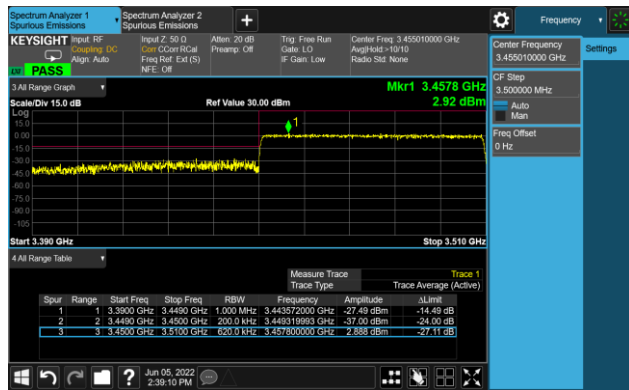 Spectrum Analyzer 1
Spurious Emissions
Spectrum Analyzer 2
Spurious Emissions
+
Frequency
KEYSIGHT
Input: RF
Coupling: DC
Align: Auto
Input Z: 50 Ω
Corr CCorr RCal
Freq Ref: Ext (S)
NFE: Off
Atten: 20 dB
Preamp: Off
Trig: Free Run
Gate: LO
IF Gain: Low
Center Freq: 3.455010000 GHz
Avg|Hold:>10/10
Radio Std: None
PASS
Center Frequency
3.455010000 GHz
Settings
CF Step
3.500000 MHz
Auto
Man
Freq Offset
0 Hz
3 All Range Graph
Mkr1 3.4578 GHz
Scale/Div 15.0 dB
Ref Value 30.00 dBm
2.92 dBm
Log
15.0
0.00
-15.0
-30.0
-45.0
-60.0
-75.0
-90.0
-105
1
Start 3.390 GHz
Stop 3.510 GHz
4 All Range Table
Measure Trace Trace 1
Trace Type Trace Average (Active)
Spur Range Start Freq Stop Freq RBW Frequency Amplitude ΔLimit
1 1 3.3900 GHz 3.4490 GHz 1.000 MHz 3.443572000 GHz -27.49 dBm -14.49 dB
2 2 3.4490 GHz 3.4500 GHz 200.0 kHz 3.449319993 GHz -37.00 dBm -24.00 dB
3 3 3.4500 GHz 3.5100 GHz 620.0 kHz 3.457800000 GHz 2.888 dBm -27.11 dB
?
Jun 05, 2022
2:39:10 PM